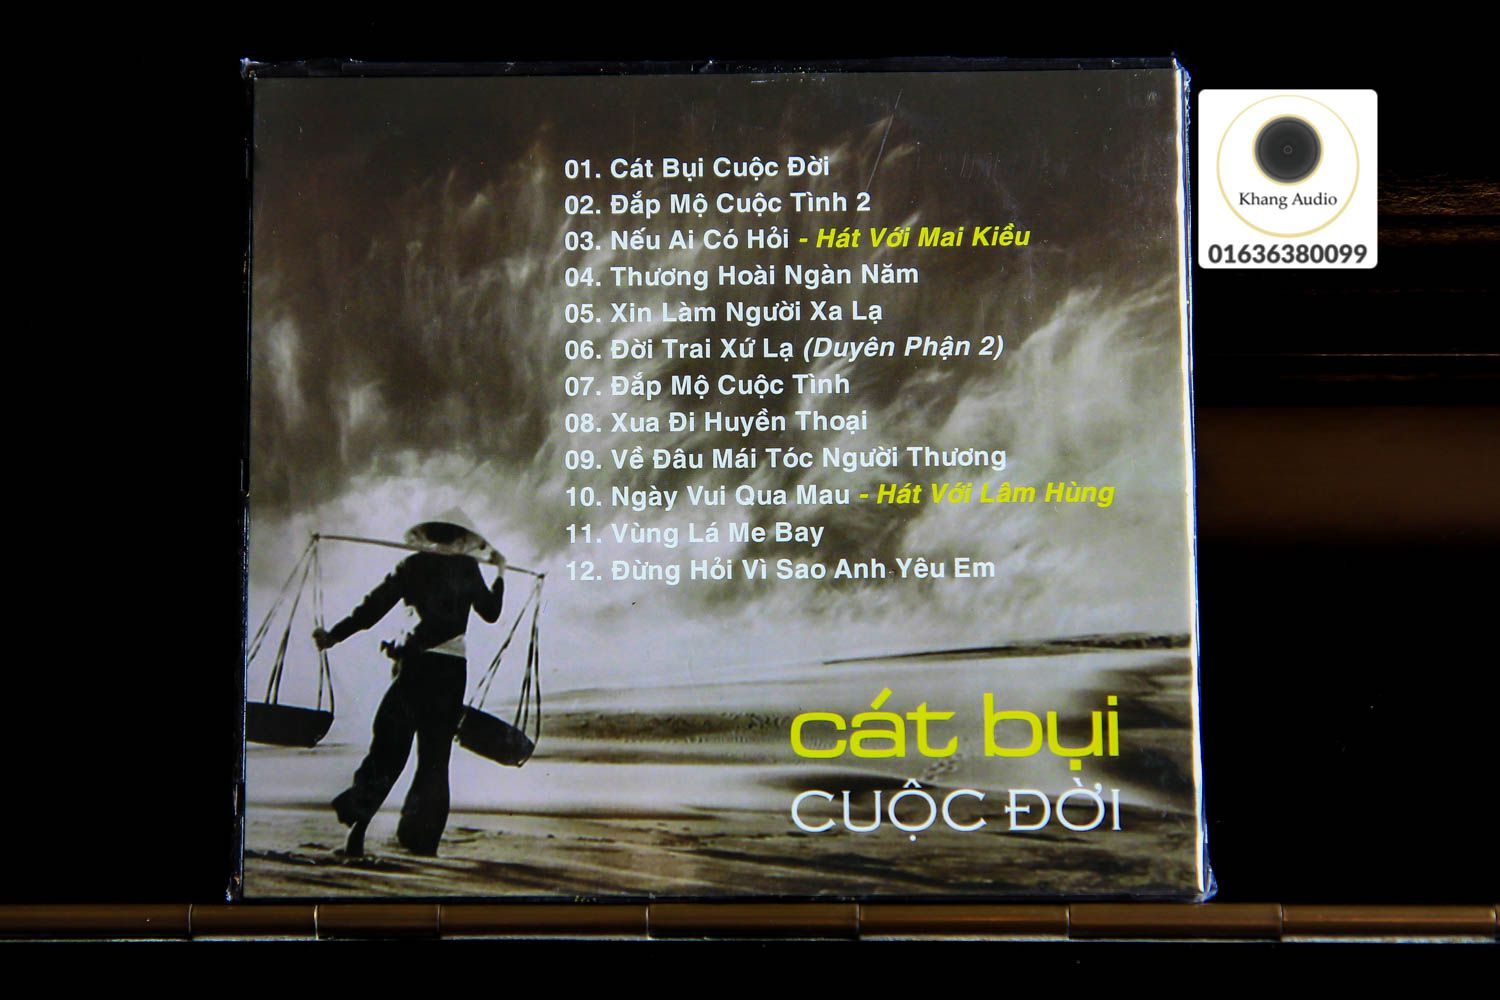 01. Cát Bụi Cuộc Đời
02. Đắp Mộ Cuộc Tình 2
03. Nếu Ai Có Hỏi - Hát Với Mai Kiều
04. Thương Hoài Ngàn Năm
05. Xin Làm Người Xa Lạ
06. Đời Trai Xứ Lạ (Duyên Phận 2)
07. Đắp Mộ Cuộc Tình
08. Xua Đi Huyền Thoại
09. Về Đâu Mái Tóc Người Thương
10. Ngày Vui Qua Mau - Hát Với Lâm Hùng
11. Vùng Lá Me Bay
12. Đừng Hỏi Vì Sao Anh Yêu Em
cát bụi
CUỘC ĐỜI
Khang Audio
01636380099